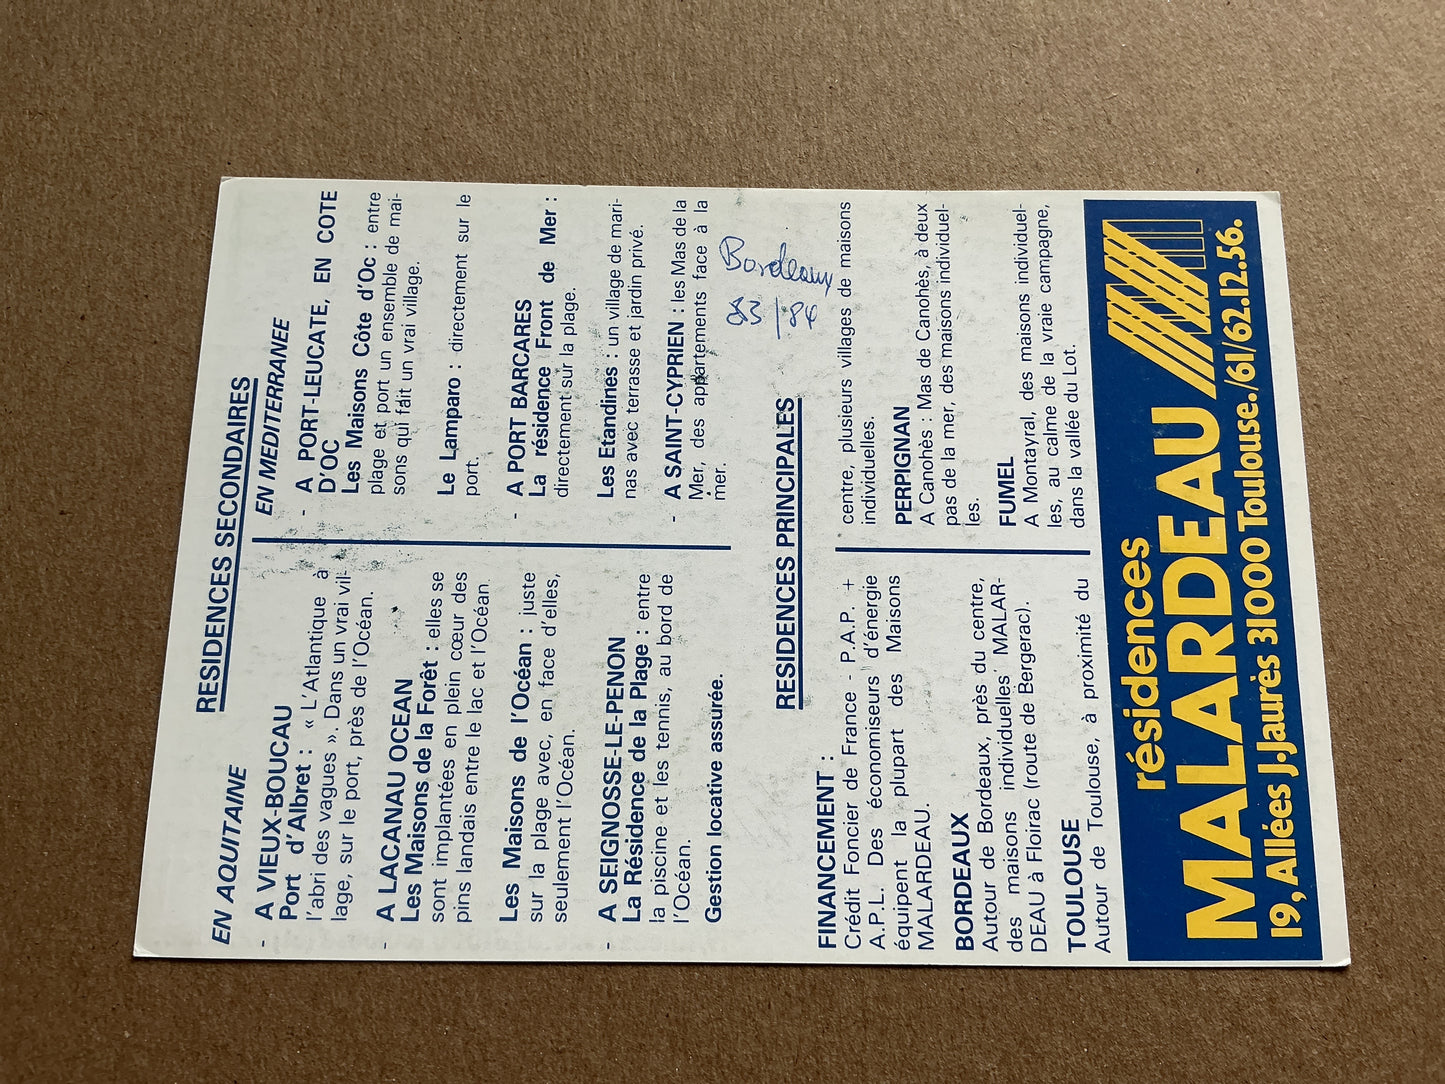 RESIDENCES SECONDAIRES
EN AQUITAINE
- A VIEUX-BOUCAU
Port d'Albret : « L'Atlantique à
l'abri des vagues ». Dans un vrai vil-
lage, sur le port, près de l'Océan.
- A LACANAU OCEAN
Les Maisons de la Forêt : elles se
sont implantées en plein cœur des
pins landais entre le lac et l'Océan
Les Maisons de l'Océan : juste
sur la plage avec, en face d'elles,
seulement l'Océan.
- A SEIGNOSSE-LE-PENON
La Résidence de la Plage : entre
la piscine et les tennis, au bord de
l'Océan.
Gestion locative assurée.
EN MEDITERRANEE
- A PORT-LEUCATE, EN COTE
D'OC
Les Maisons Côte d'Oc : entre
plage et port un ensemble de mai-
sons qui fait un vrai village.
Le Lamparo : directement sur le
port.
- A PORT BARCARES
La résidence Front de Mer :
directement sur la plage.
Les Etandines : un village de mari-
nas avec terrasse et jardin privé.
- A SAINT-CYPRIEN : les Mas de la
Mer, des appartements face à la
mer.
Bordeaux
83/84
RESIDENCES PRINCIPALES
FINANCEMENT :
Crédit Foncier de France - P.A.P. +
A.P.L. Des économiseurs d'énergie
équipent la plupart des Maisons
MALARDEAU.
BORDEAUX
Autour de Bordeaux, près du centre,
des maisons individuelles MALAR-
DEAU à Floirac (route de Bergerac).
TOULOUSE
Autour de Toulouse, à proximité du
centre, plusieurs villages de maisons
individuelles.
PERPIGNAN
A Canohès : Mas de Canohès, à deux
pas de la mer, des maisons individuel-
les.
FUMEL
A Montayral, des maisons individuel-
les, au calme de la vraie campagne,
dans la vallée du Lot.
résidences
MALARDEAU
19, Allées J.Jaurès 31000 Toulouse./61/62.12.56.